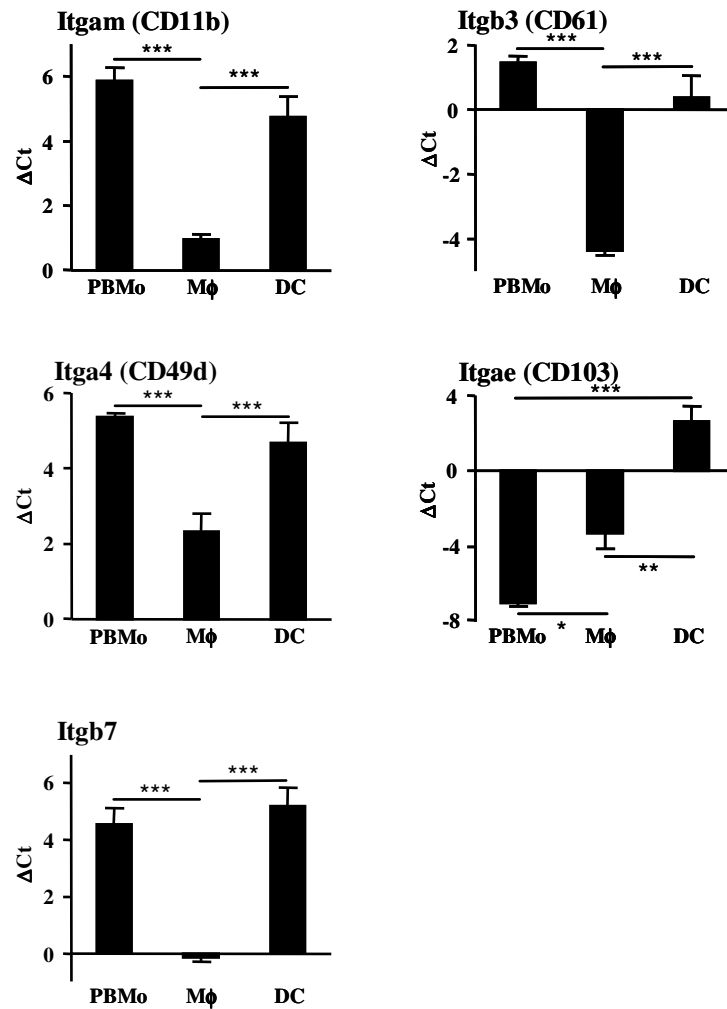 Itgam (CD11b)
***
***
6
4
2
0
ΔCt
PBMo Mϕ DC
Itgb3 (CD61)
***
***
2
0
-2
-4
ΔCt
PBMo Mϕ DC
Itga4 (CD49d)
***
***
6
4
2
0
ΔCt
PBMo Mϕ DC
Itgae (CD103)
***
4
0
-4
-8
ΔCt
**
*
PBMo Mϕ DC
Itgb7
***
***
6
4
2
0
ΔCt
PBMo Mϕ DC